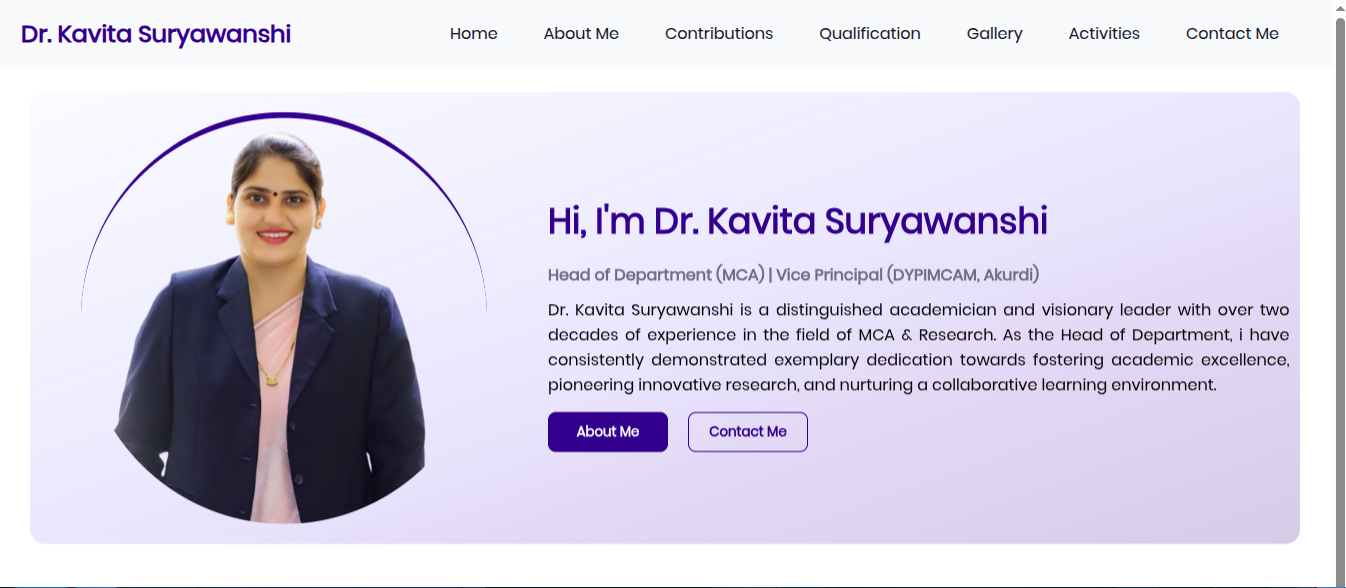 Dr. Kavita Suryawanshi
Home About Me Contributions Qualification Gallery Activities Contact Me
Hi, I'm Dr. Kavita Suryawanshi
Head of Department (MCA) | Vice Principal (DYPIMCAM, Akurdi)
Dr. Kavita Suryawanshi is a distinguished academician and visionary leader with over two
decades of experience in the field of MCA & Research. As the Head of Department, i have
consistently demonstrated exemplary dedication towards fostering academic excellence,
pioneering innovative research, and nurturing a collaborative learning environment.
About Me Contact Me